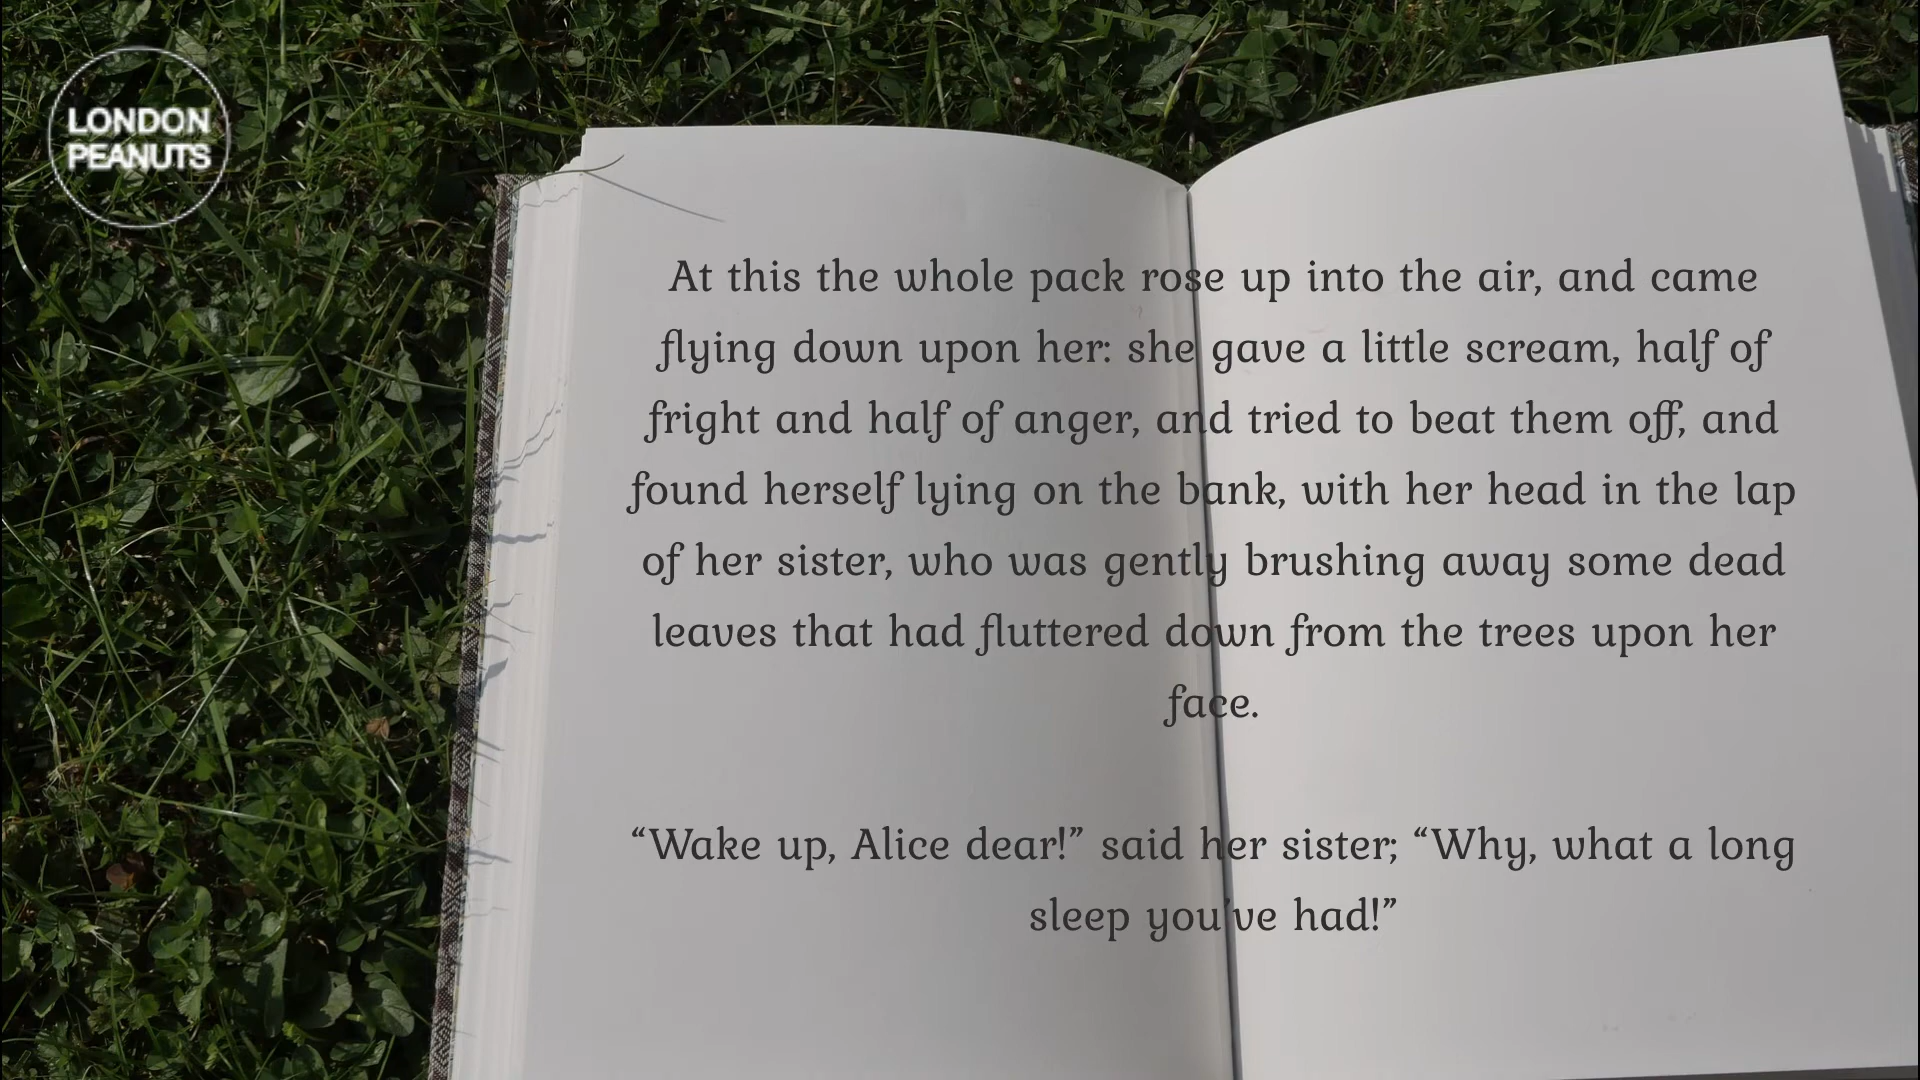 LONDON
PEANUTS
At this the whole pack rose up into the air, and came
flying down upon her: she gave a little scream, half of
fright and half of anger, and tried to beat them off, and
found herself lying on the bank, with her head in the lap
of her sister, who was gently brushing away some dead
leaves that had fluttered down from the trees upon her
face.
“Wake up, Alice dear!” said her sister; “Why, what a long
sleep you’ve had!”